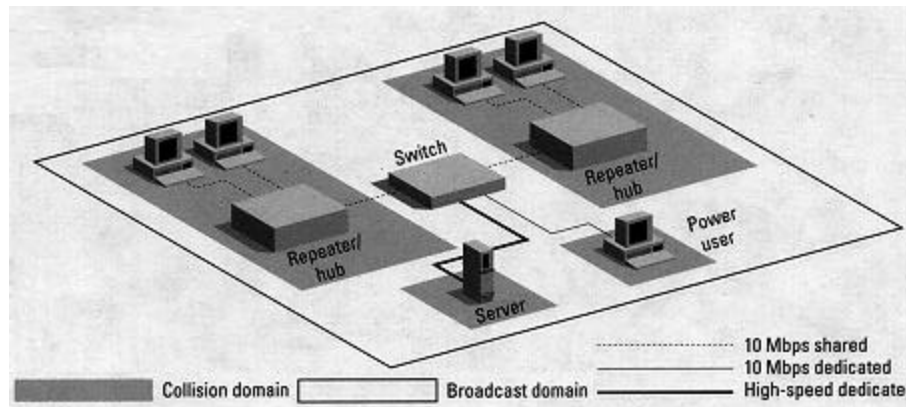 Switch
Repeater/
hub
Repeater/
hub
Power
user
Server
10 Mbps shared
10 Mbps dedicated
High-speed dedicate
Collision domain
Broadcast domain